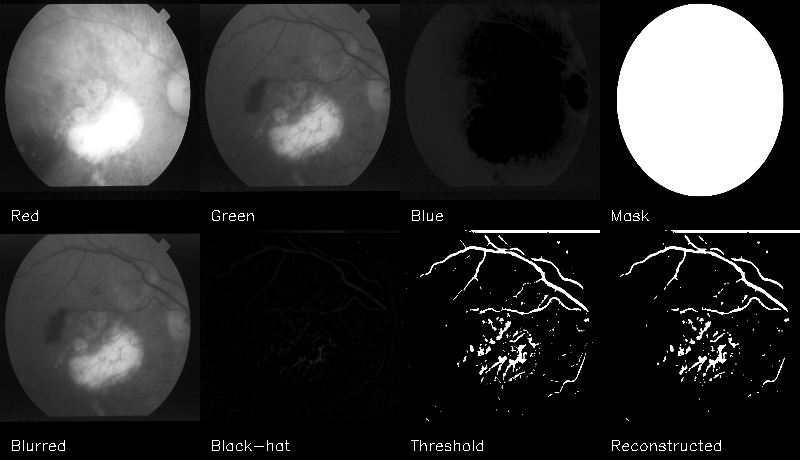 Red
Green
Blue
Mask
Blurred
Black-hat
Threshold
Reconstructed